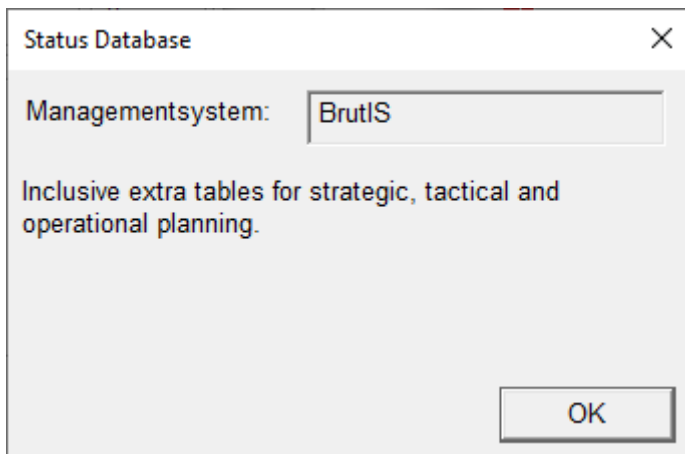 Status Database
Managementsystem: BrutIS
Inclusive extra tables for strategic, tactical and
operational planning.
OK